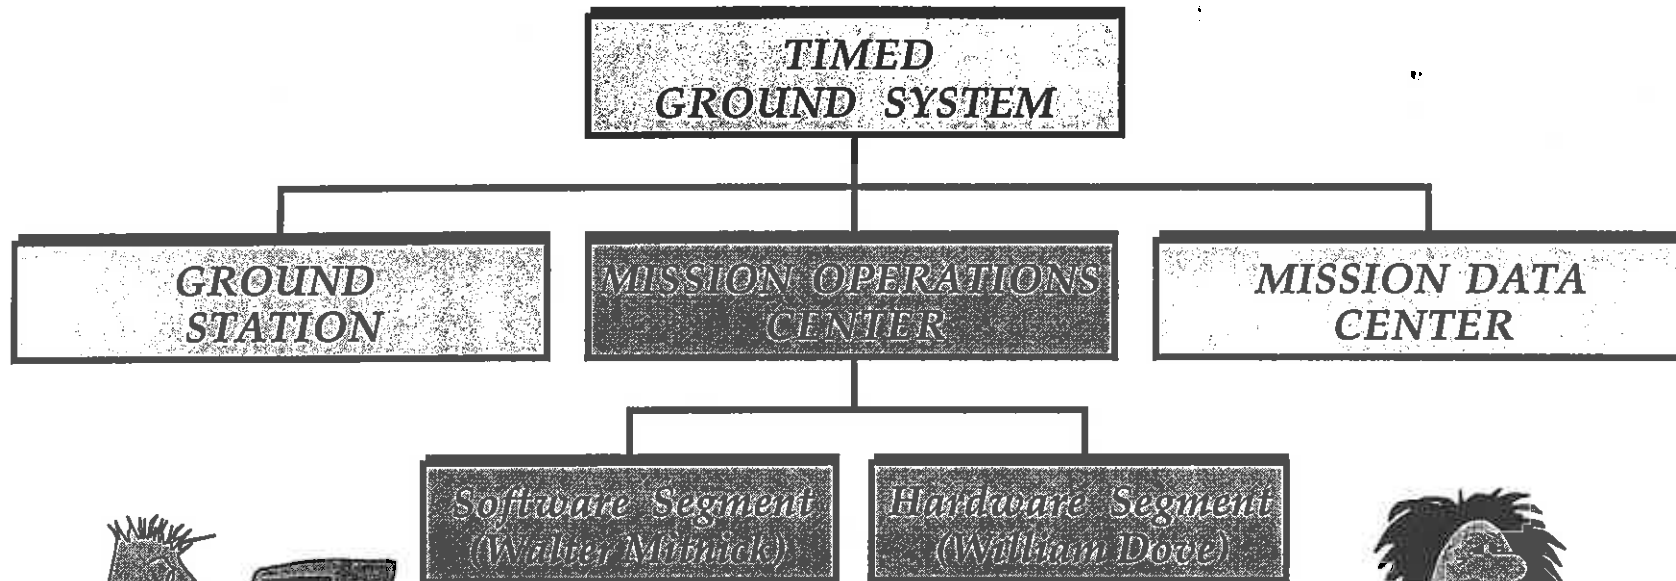 TIMED
GROUND SYSTEM
GROUND
STATION
MISSION OPERATIONS
CENTER
MISSION DATA
CENTER
Software Segment
(Walter Mitnick)
Hardware Segment
(William Dove)